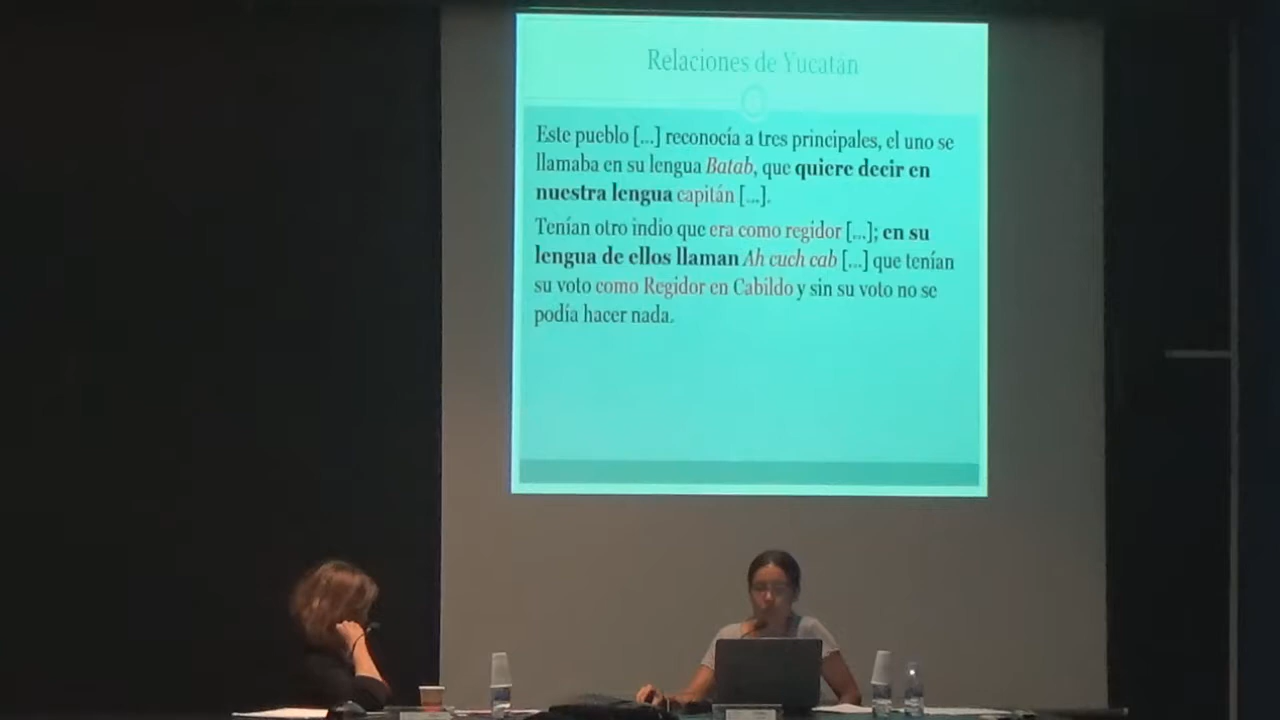 Relaciones de Yucatán
Este pueblo [...] reconocía a tres principales, el uno se
llamaba en su lengua Batab, que quiere decir en
nuestra lengua capitán [...].
Tenían otro indio que era como regidor [...]; en su
lengua de ellos llaman Ah cuch cab [...] que tenían
su voto como Regidor en Cabildo y sin su voto no se
podía hacer nada.